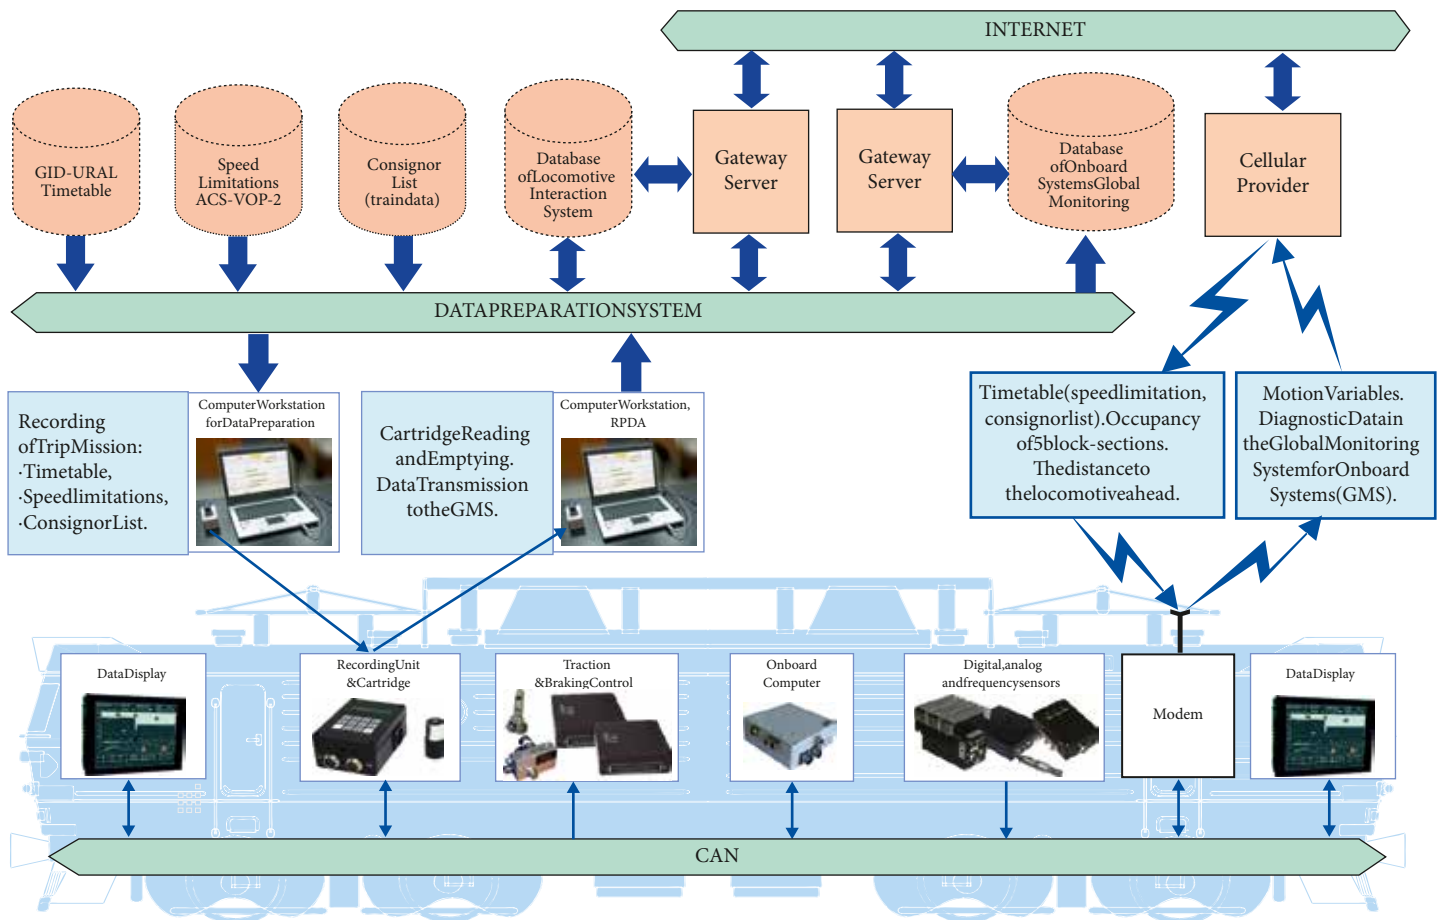 INTERNET
GID-URAL
Timetable
Speed
Limitations
ACS-VOP-2
Consignor
List
(traindata)
Database
ofLocomotive
Interaction
System
Gateway
Server
Gateway
Server
Database
ofOnboard
SystemsGlobal
Monitoring
Cellular
Provider
DATAPREPARATIONSYSTEM
Recording
ofTripMission:
·Timetable,
·Speedlimitations,
·ConsignorList.
ComputerWorkstation
forDataPreparation
CartridgeReading
andEmptying.
DataTransmission
totheGMS.
ComputerWorkstation,
RPDA
Timetable(speedlimitation,
consignorlist).Occupancy
of5block-sections.
Thedistanceto
thelocomotiveahead.
MotionVariables.
DiagnosticDatain
theGlobalMonitoring
SystemforOnboard
Systems(GMS).
DataDisplay
RecordingUnit
&Cartridge
Traction
&BrakingControl
Onboard
Computer
Digital,analog
andfrequencysensors
Modem
DataDisplay
CAN